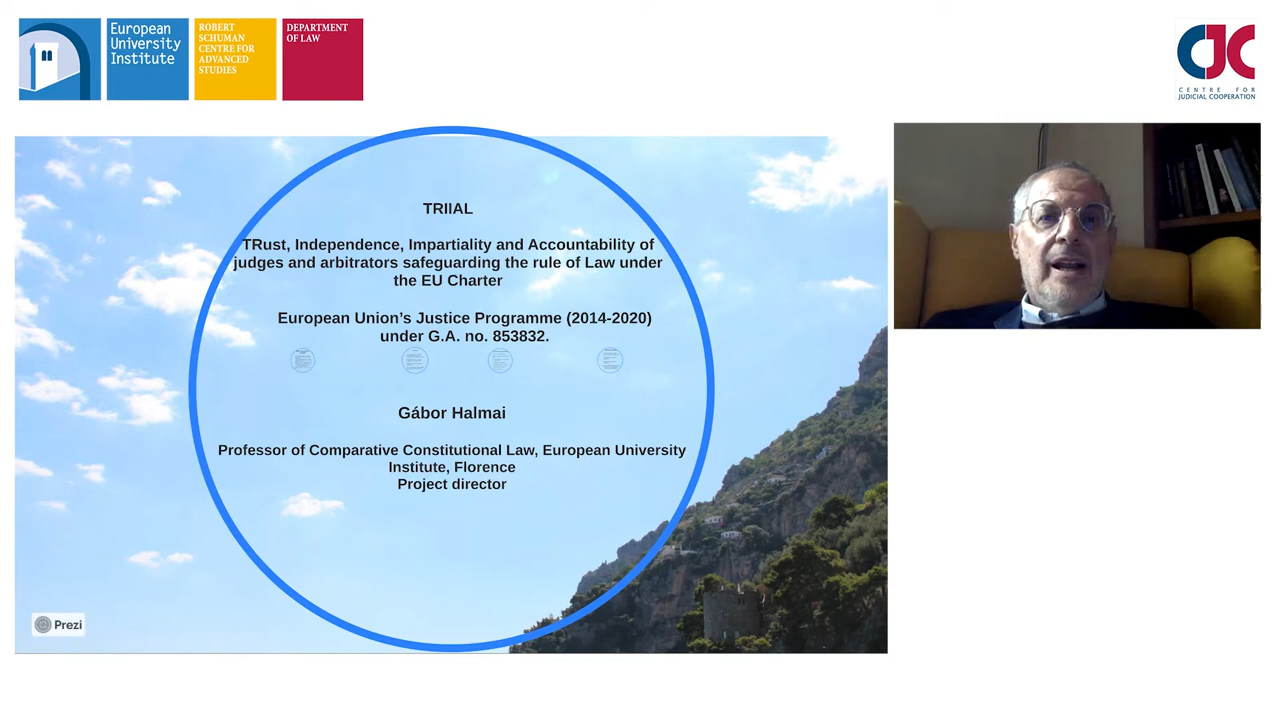 European
University
Institute
ROBERT
SCHUMAN
CENTRE FOR
ADVANCED
STUDIES
DEPARTMENT
OF LAW
CJC
CENTRE FOR
JUDICIAL COOPERATION
TRIIAL
TRust, Independence, Impartiality and Accountability of
judges and arbitrators safeguarding the rule of Law under
the EU Charter
European Union's Justice Programme (2014-2020)
under G.A. no. 853832.
Gábor Halmai
Professor of Comparative Constitutional Law, European University
Institute, Florence
Project director
Prezi